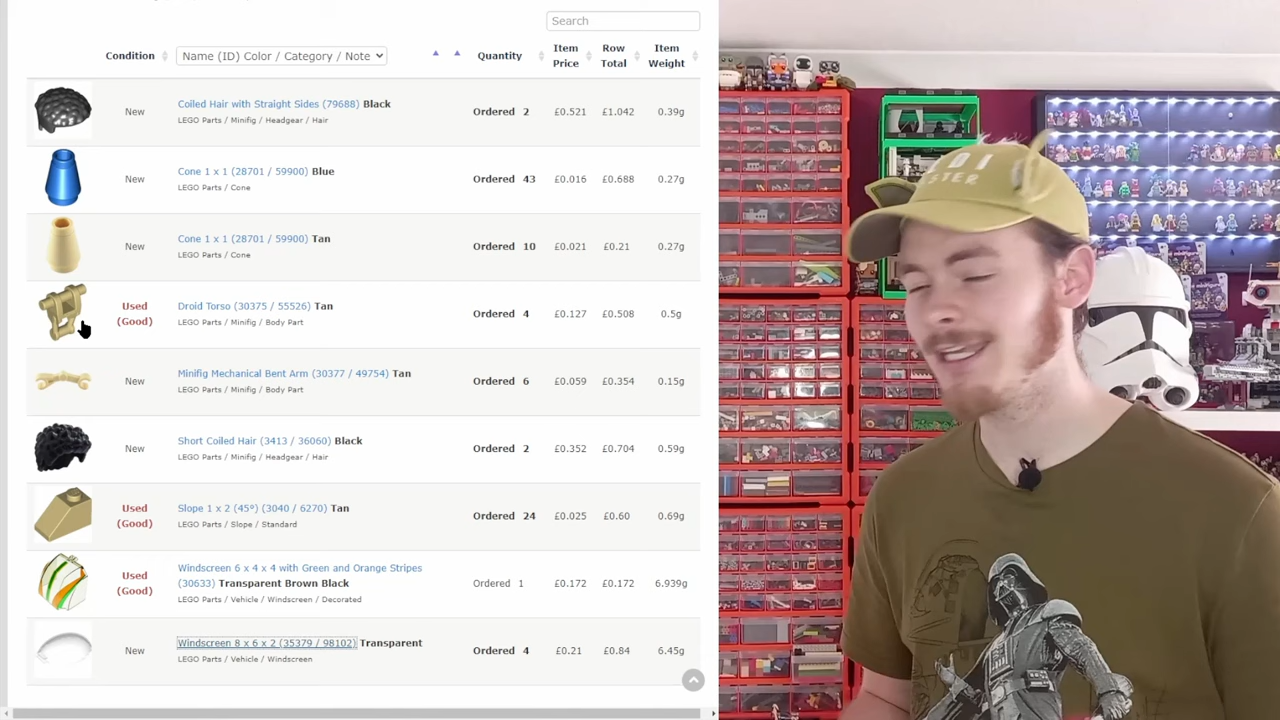 Search
Condition Name (ID) Color / Category / Note Quantity Item Price Row Total Item Weight
New Coiled Hair with Straight Sides (79688) Black Ordered 2 £0.521 £1.042 0.39g
LEGO Parts / Minifig / Headgear / Hair
New Cone 1 x 1 (28701 / 59900) Blue Ordered 43 £0.016 £0.688 0.27g
LEGO Parts / Cone
New Cone 1 x 1 (28701 / 59900) Tan Ordered 10 £0.021 £0.21 0.27g
LEGO Parts / Cone
Used (Good) Droid Torso (30375 / 55526) Tan Ordered 4 £0.127 £0.508 0.5g
LEGO Parts / Minifig / Body Part
New Minifig Mechanical Bent Arm (30377 / 49754) Tan Ordered 6 £0.059 £0.354 0.15g
LEGO Parts / Minifig / Body Part
New Short Coiled Hair (3413 / 36060) Black Ordered 2 £0.352 £0.704 0.59g
LEGO Parts / Minifig / Headgear / Hair
Used (Good) Slope 1 x 2 (45°) (3040 / 6270) Tan Ordered 24 £0.025 £0.60 0.69g
LEGO Parts / Slope / Standard
Used (Good) Windscreen 6 x 4 x 4 with Green and Orange Stripes
(30633) Transparent Brown Black Ordered 1 £0.172 £0.172 6.939g
LEGO Parts / Vehicle / Windscreen / Decorated
New Windscreen 8 x 6 x 2 (35379 / 98102) Transparent Ordered 4 £0.21 £0.84 6.45g
LEGO Parts / Vehicle / Windscreen